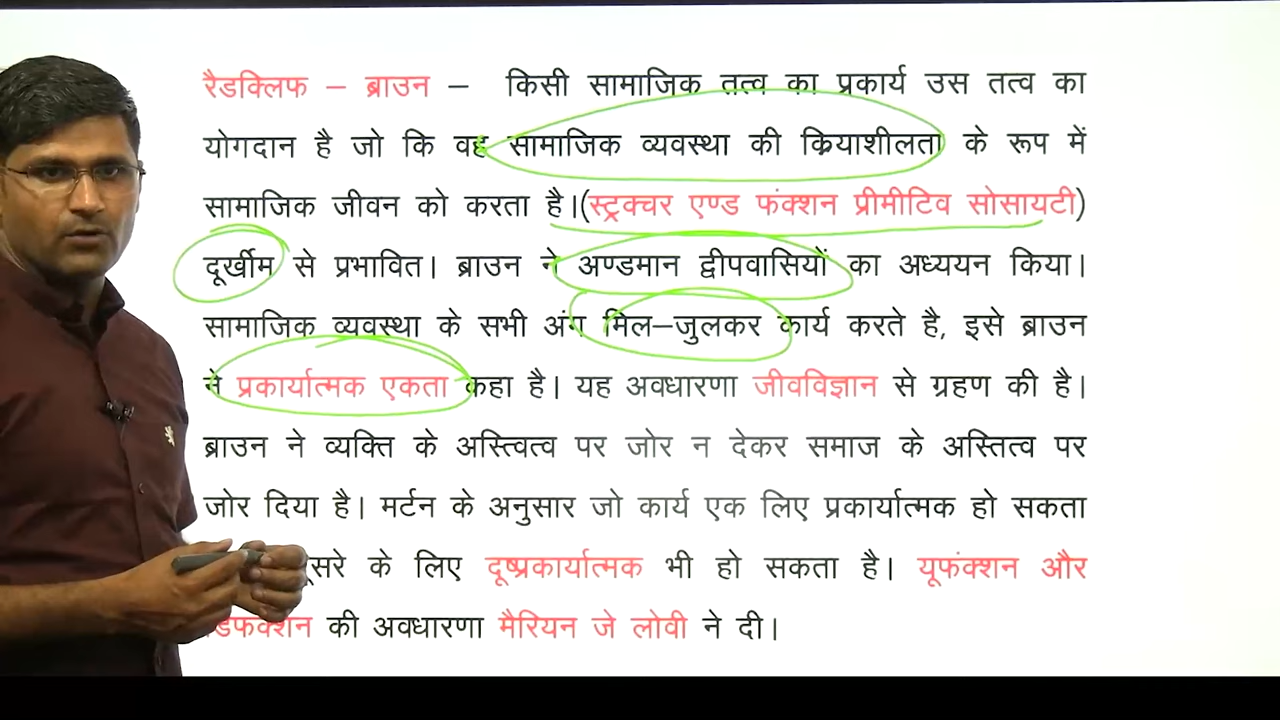 रैडक्लिफ – ब्राउन – किसी सामाजिक तत्व का प्रकार्य उस तत्व का
योगदान है जो कि वह सामाजिक व्यवस्था की क्रियाशीलता के रूप में
सामाजिक जीवन को करता है।(स्ट्रक्चर एण्ड फंक्शन प्रीमीटिव सोसायटी)
दूर्खीम से प्रभावित। ब्राउन ने अण्डमान द्वीपवासियों का अध्ययन किया।
सामाजिक व्यवस्था के सभी अंग मिल–जुलकर कार्य करते है, इसे ब्राउन
ने प्रकार्यात्मक एकता कहा है। यह अवधारणा जीवविज्ञान से ग्रहण की है।
ब्राउन ने व्यक्ति के अस्त्वित्व पर जोर न देकर समाज के अस्तित्व पर
जोर दिया है। मर्टन के अनुसार जो कार्य एक लिए प्रकार्यात्मक हो सकता
के लिए दूष्प्रकार्यात्मक भी हो सकता है। यूफंक्शन और
की अवधारणा मैरियन जे लोवी ने दी।